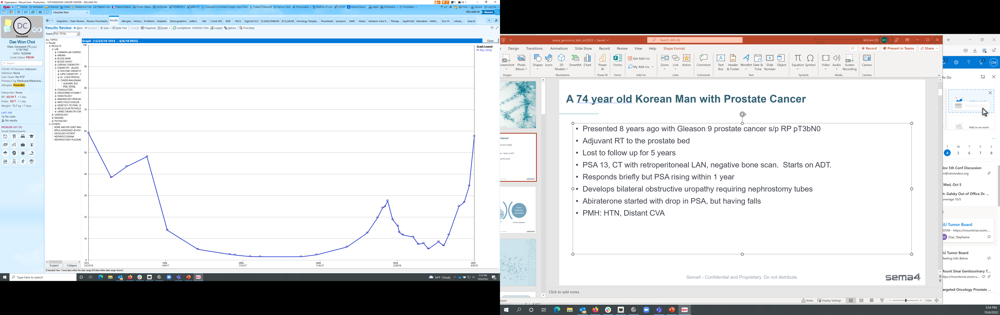 Hyperspace - Mount Sinai - Production - 1470 MADISON CANCER CENTER - WILLIAM OH
Epic Home Schedule In Basket Chart Telephone Call Patient Lists Patient Station Printer Status UpToDate STEMSOFT eMOLST Transport Command Center (View Only) Patient Transport Service Task Personalize RadOnc IP List I-STOP InteractQuery Appts Schedules Templates Print Secure Log Out
Choi,Dae Won
WILLIAM OH Beacon
SnapShot Chart Review Review Flowsheets Results Allergies History Problems Implants Demographics Letters HM Covid 360 EDR PACS SignOut D/C SCANS/ONBASE ECG_MUSE Oncology Templa... Flowsheets Synopsis MAR Notes Advance Care P... Therap... AppPortal Education MAKI... Doc Fl... Advan... Search
Results Review Back Forward View Hide Tree Load All Flowsheet Graph Last Refresh: 10/4/2022 1554 Legend Options Time Mark
DC
Deceased
Dae Won Choi
Male, Deceased (76 y.o.)
1/18/1942
MRN: 7620994
Code Status: PRIOR
Search
COVID-19 Vaccine: Unknown
Infection: None
Care Team: No PCP
Primary Cvg: Medicare/Medicare...
Allergies: Penicillin
Interpreter: None
BP: 65/39 >1 day
Pulse: 118 >1 day
Weight: 73.7 kg >7 days
LAST 3YR
No visits
No results
PROBLEM LIST (11)
Social Determinants
Search: PSA, TOTAL
ALL TOPICS
Results
RESULTS
LAB
COMMON LAB COMPON
ANEMIA
BLOOD BANK
BLOOD GASES
CARDIAC CHEMISTRY -
CHEMISTRY - BLOOD
ROUTINE CHEMISTR
LIPID CHEMISTRY - 
GI - LIVER PROFILE
TUMOR/MALIGNANC
ALBUMIN, BLD
PSA, TOTAL
COAGULATION
ENDOCRINE/VITAMIN T
HEMATOLOGY
IMMUNOLOGY/RHEUM
INFECTIOUS DISEASE
GENETICS TESTING - B
MOLECULAR PATHOLO
URINE CHEMISTRY/UR
CARDIOLOGY
IMAGING
PATHOLOGY
OTHERS
BONE AND/OR JOINT IMA
BRCA ASHKENAZI JEWISH
DECEASED PATIENT
NEPHROSTOGRAM
NEPHROSTOMY PLACEME
Expand Collapse
Graph (12/23/16 1014 - 6/6/18 0925) Close
Graph Legend
PSA, TOTAL
100
90
80
70
60
50
40
30
20
10
0
1014 1004 0954 0944 0934 0925
12/23/16 4/8/17 7/23/17 11/6/17 2/20/18 6/6/18
Extended View: Trend data within the date range (All data within date range shown)
Type here to search
54°F Cloudy
3:54 PM
10/4/2022
avera_genomics_talk_oct2022 • Saved
Search (Alt+Q)
William Oh WO
Design Transitions Animations Slide Show Record Review View Help Shape Format
Record Present in Teams Share
Screenshot Photo Album Shapes Icons 3D Models SmartArt Chart Power BI Forms Get Add-ins My Add-ins Zoom Link Action Comment Text Box Header & Footer WordArt Date & Time Slide Number Object Equation Symbol Video Audio Screen Recording Cameo
Images Illustrations Power BI Forms Add-ins Links Comments Text Symbols Media Camera
A 74 year old Korean Man with Prostate Cancer
• Presented 8 years ago with Gleason 9 prostate cancer s/p RP pT3bN0
• Adjuvant RT to the prostate bed
• Lost to follow up for 5 years
• PSA 13, CT with retroperitoneal LAN, negative bone scan. Starts on ADT.
• Responds briefly but PSA rising within 1 year
• Develops bilateral obstructive uropathy requiring nephrostomy tubes
• Abiraterone started with drop in PSA, but having falls
• PMH: HTN, Distant CVA
Sema4 - Confidential and Proprietary. Do not distribute.
sema4
Click to add notes
Notes Display Settings 110%
Cancer
sema4
Access
Awareness
Actionability
Clinical adoption
sema4
sema4
OW
To Do
Add as an event
T W T F S
4 5 6 7 8
Nov 5th Conf Discussion
n@cancerabcs.org
Wed, Oct 5
Dr. Galsky Out of Office Dr. ...
overage 10/5
GU Tumor Board
OOM - https://mountsinai.zoom....
DS Diaz, Stephanie
GU Tumor Board
Meeting Info Below
Mount Sinai Genitourinary T...
https://mountsinai.zoom.u...
Targeted Oncology Prostate ...
3:54 PM
10/4/2022